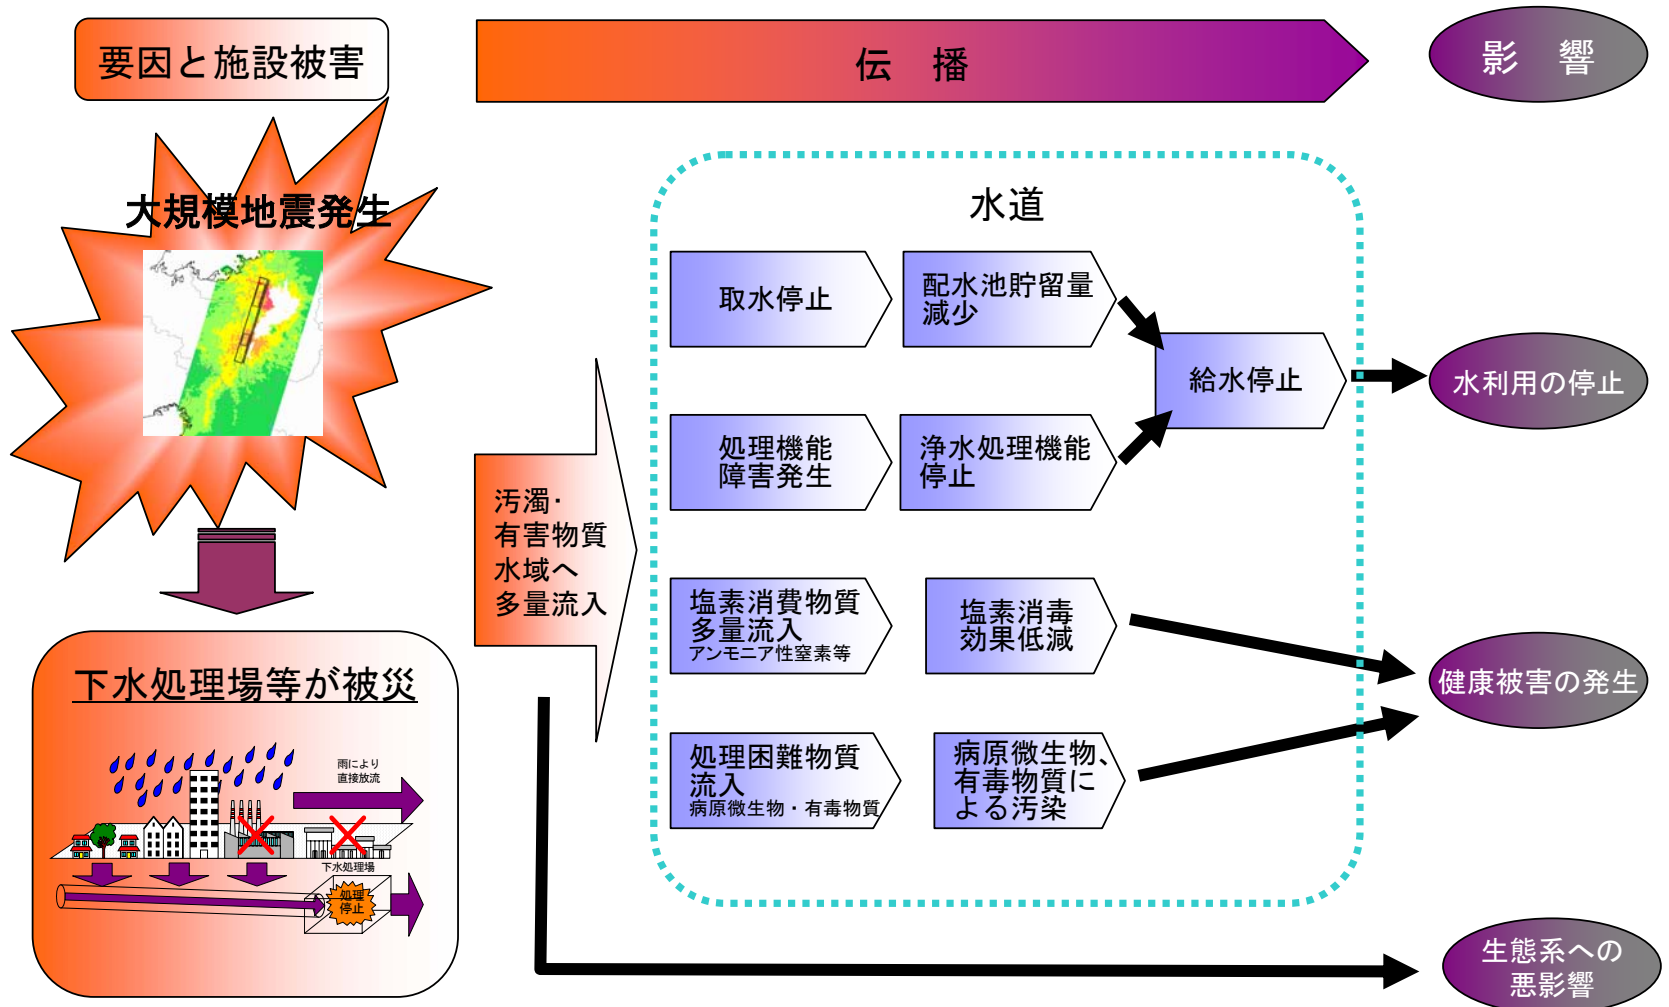 要因と施設被害
伝　播
影　響
大規模地震発生
下水処理場等が被災
雨により
直接放流
下水処理場
処理
停止
汚濁・
有害物質
水域へ
多量流入
水道
取水停止
配水池貯留量
減少
処理機能
障害発生
浄水処理機能
停止
給水停止
塩素消費物質
多量流入
アンモニア性窒素等
塩素消毒
効果低減
処理困難物質
流入
病原微生物・有毒物質
病原微生物、
有毒物質に
よる汚染
水利用の停止
健康被害の発生
生態系への
悪影響